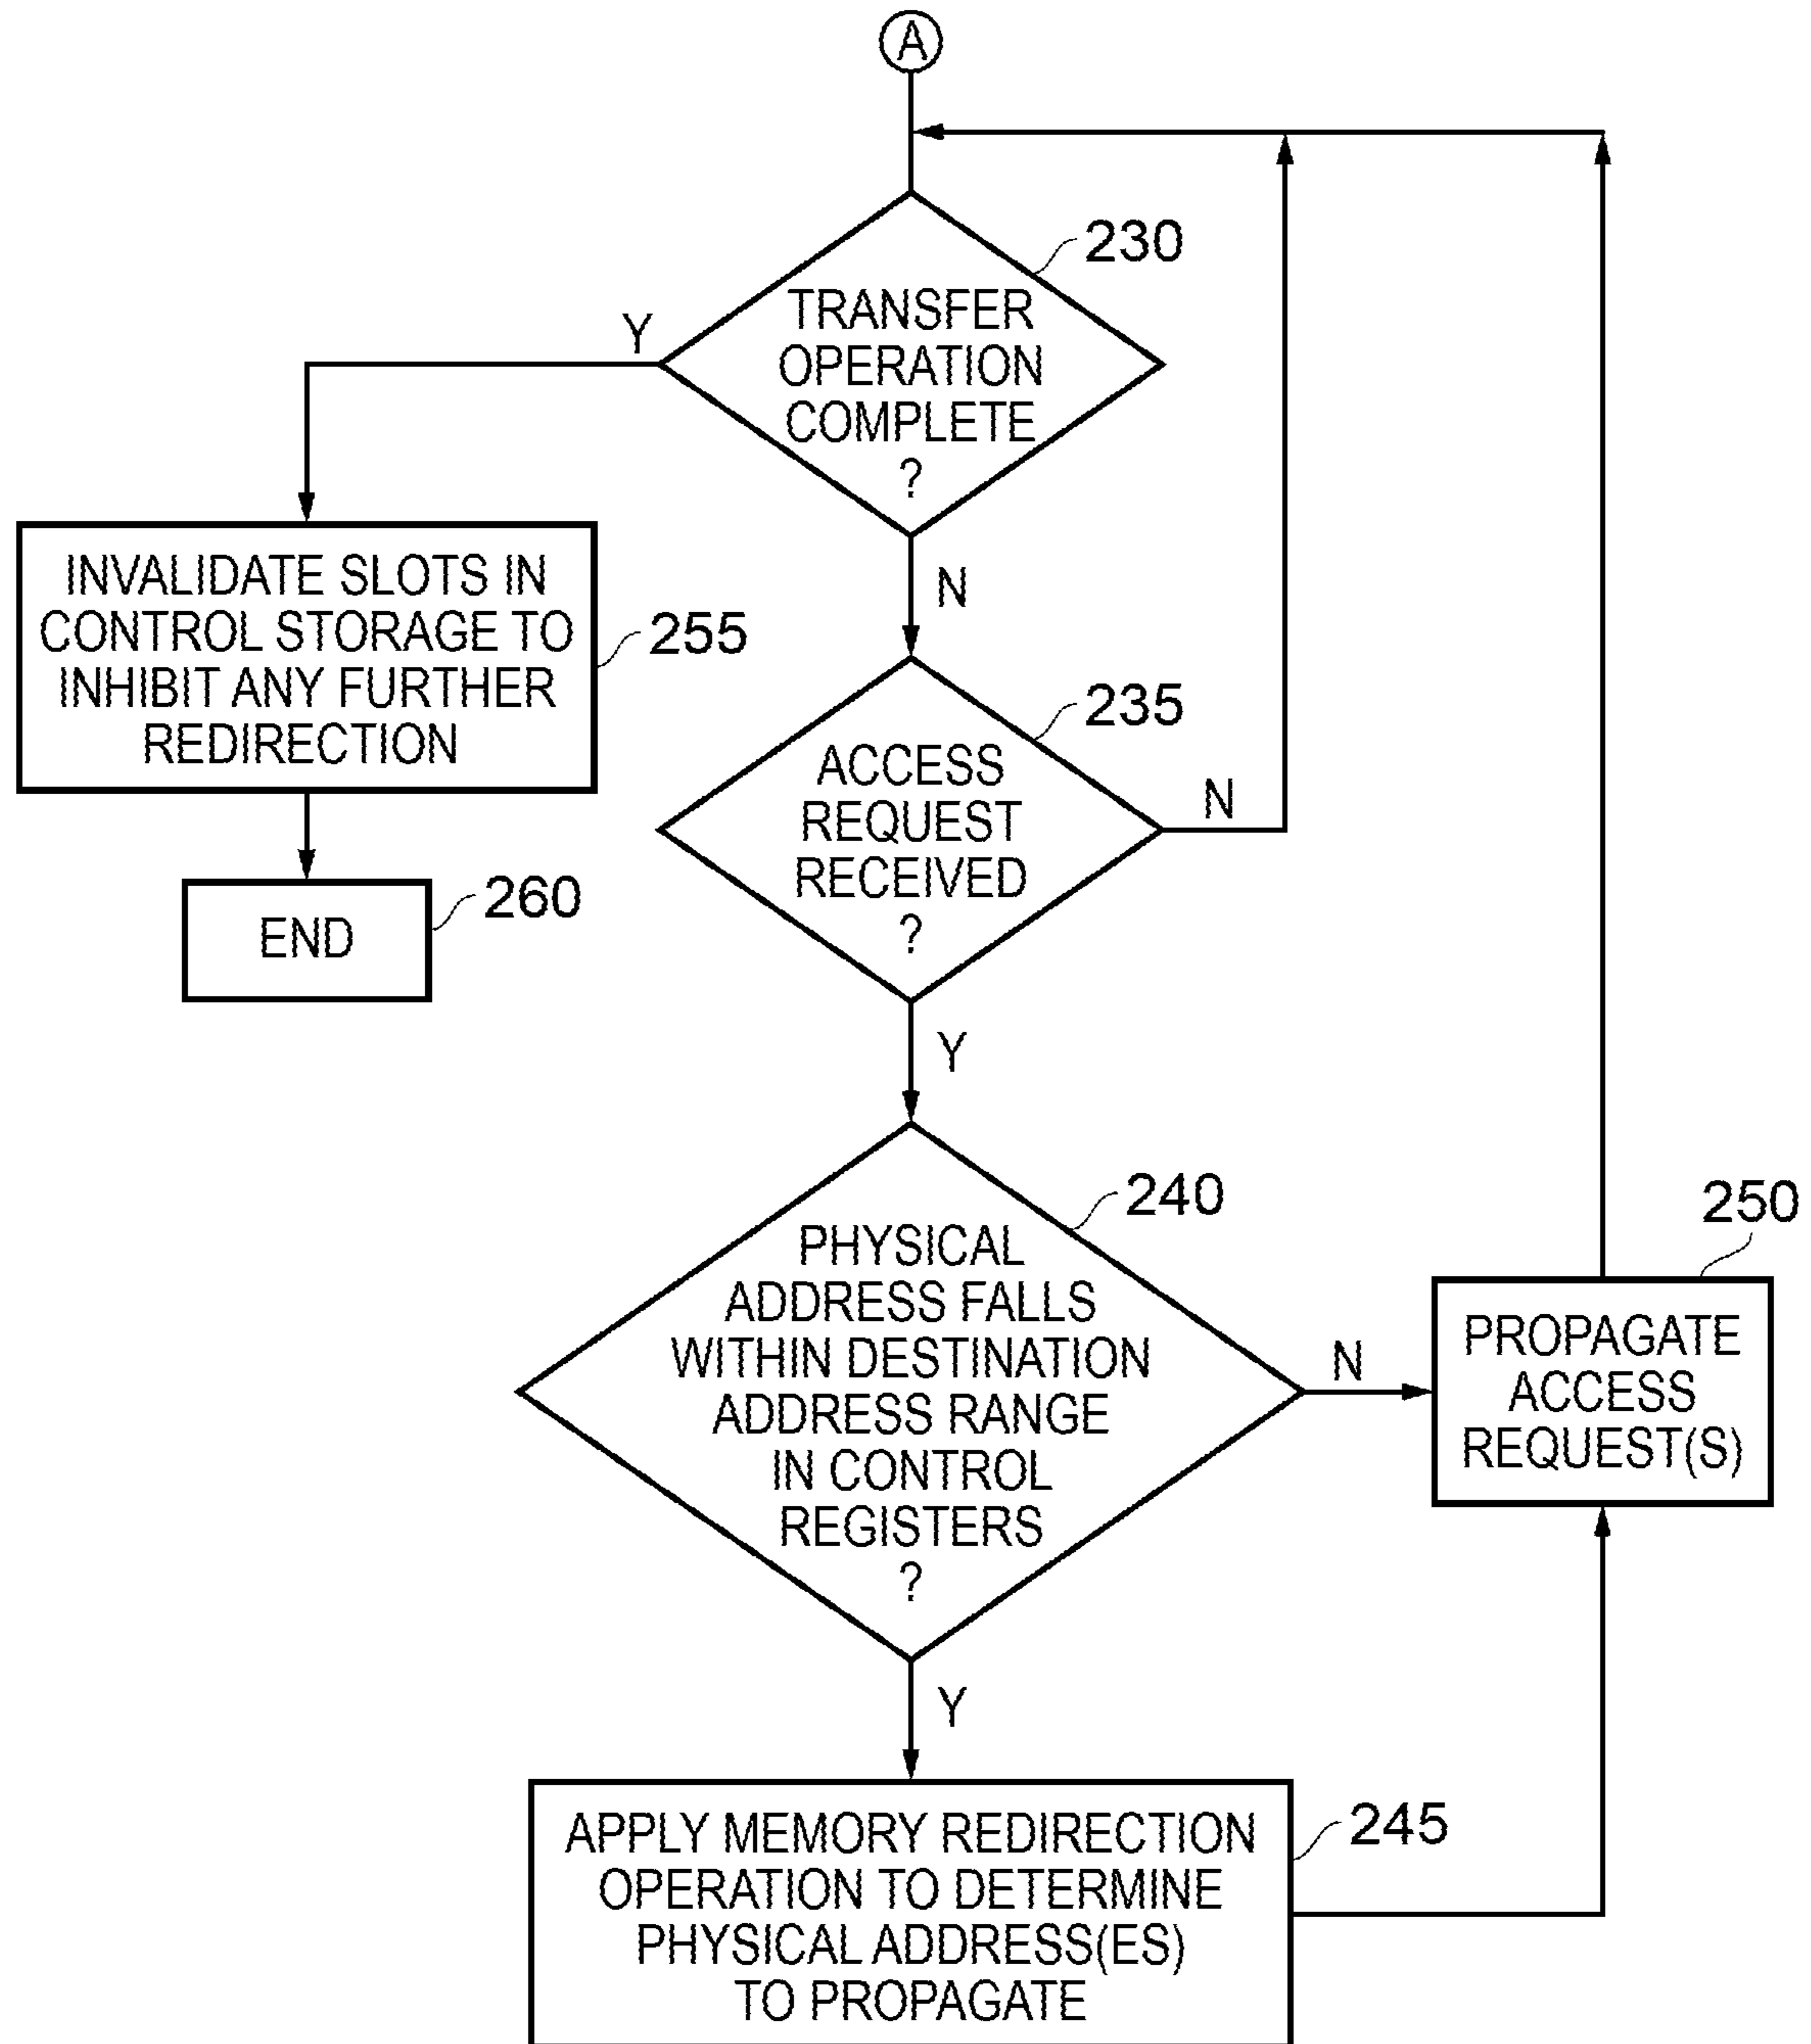 A
230
TRANSFER
OPERATION
COMPLETE
?
Y
N
INVALIDATE SLOTS IN
CONTROL STORAGE TO
INHIBIT ANY FURTHER
REDIRECTION
255
END
260
235
ACCESS
REQUEST
RECEIVED
?
N
Y
240
PHYSICAL
ADDRESS FALLS
WITHIN DESTINATION
ADDRESS RANGE
IN CONTROL
REGISTERS
?
N
Y
250
PROPAGATE
ACCESS
REQUEST(S)
APPLY MEMORY REDIRECTION
OPERATION TO DETERMINE
PHYSICAL ADDRESS(ES)
TO PROPAGATE
245